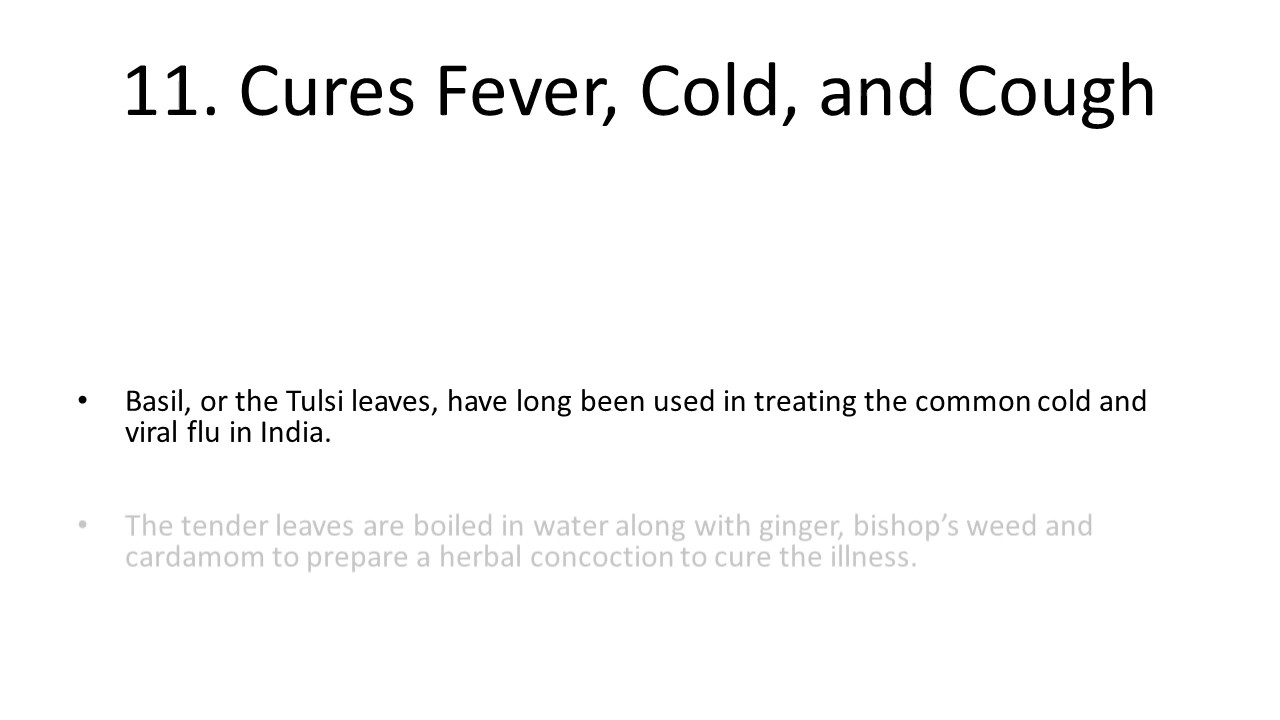 11. Cures Fever, Cold, and Cough
• Basil, or the Tulsi leaves, have long been used in treating the common cold and
viral flu in India.
• The tender leaves are boiled in water along with ginger, bishop’s weed and
cardamom to prepare a herbal concoction to cure the illness.